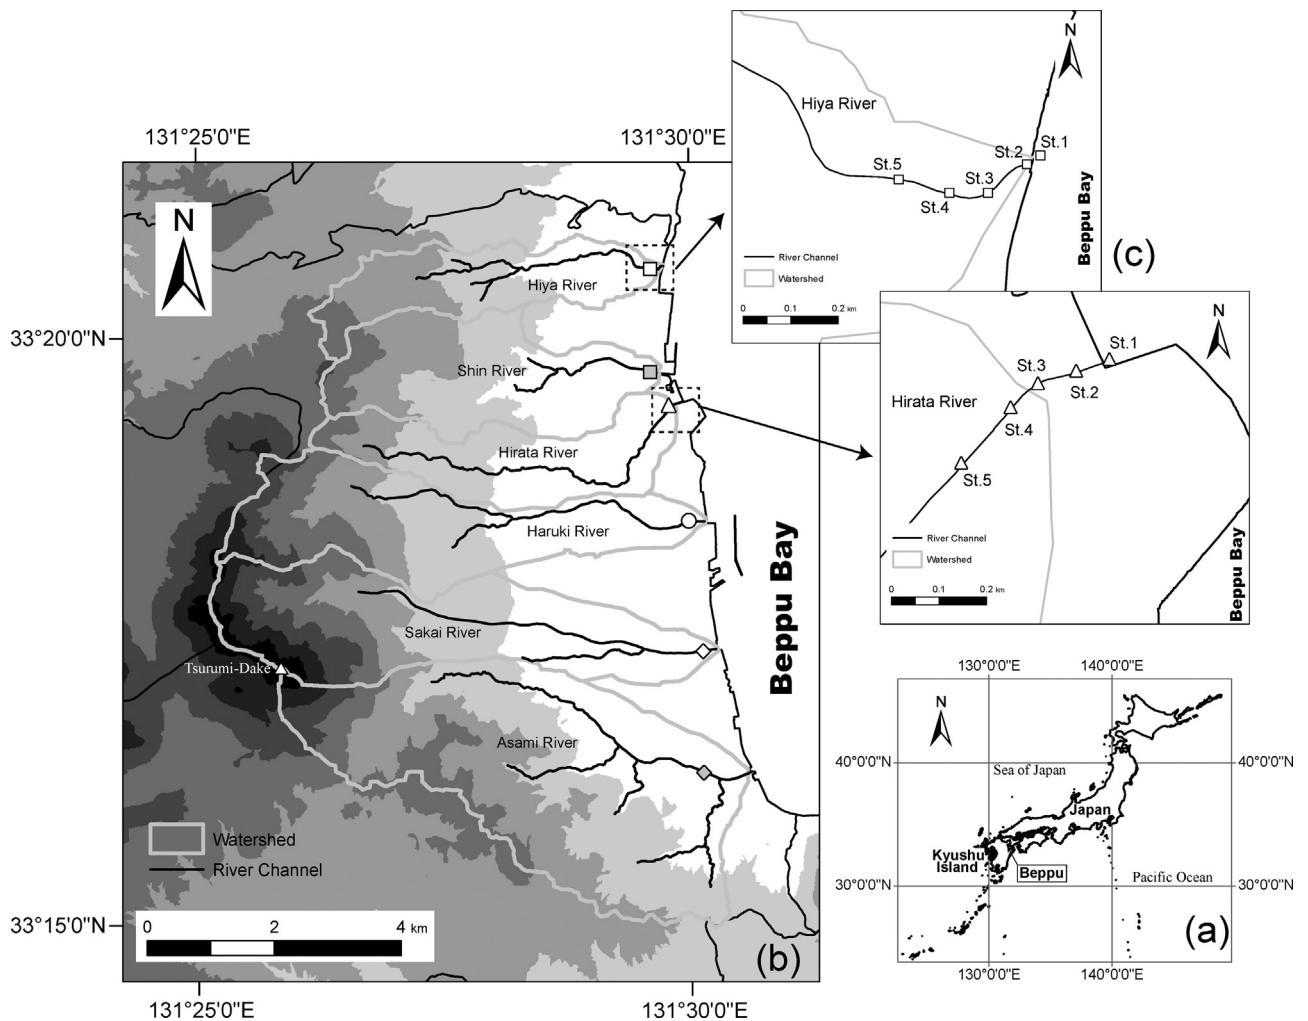 131°25'0"E
131°30'0"E
N
33°20'0"N
33°15'0"N
Hiya River
Shin River
Hirata River
Haruki River
Sakai River
Tsurumi-Dake
Asami River
Beppu Bay
Watershed
River Channel
0 2 4 km
(b)
131°25'0"E
131°30'0"E
N
Hiya River
St.1
St.2
St.3
St.4
St.5
Beppu Bay
River Channel
Watershed
0 0.1 0.2 km
(c)
N
St.1
St.2
St.3
St.4
St.5
Hirata River
River Channel
Watershed
0 0.1 0.2 km
Beppu Bay
130°0'0"E
140°0'0"E
N
40°0'0"N
40°0'0"N
Sea of Japan
Japan
Kyushu
Island
Beppu
Pacific Ocean
30°0'0"N
30°0'0"N
(a)
130°0'0"E
140°0'0"E